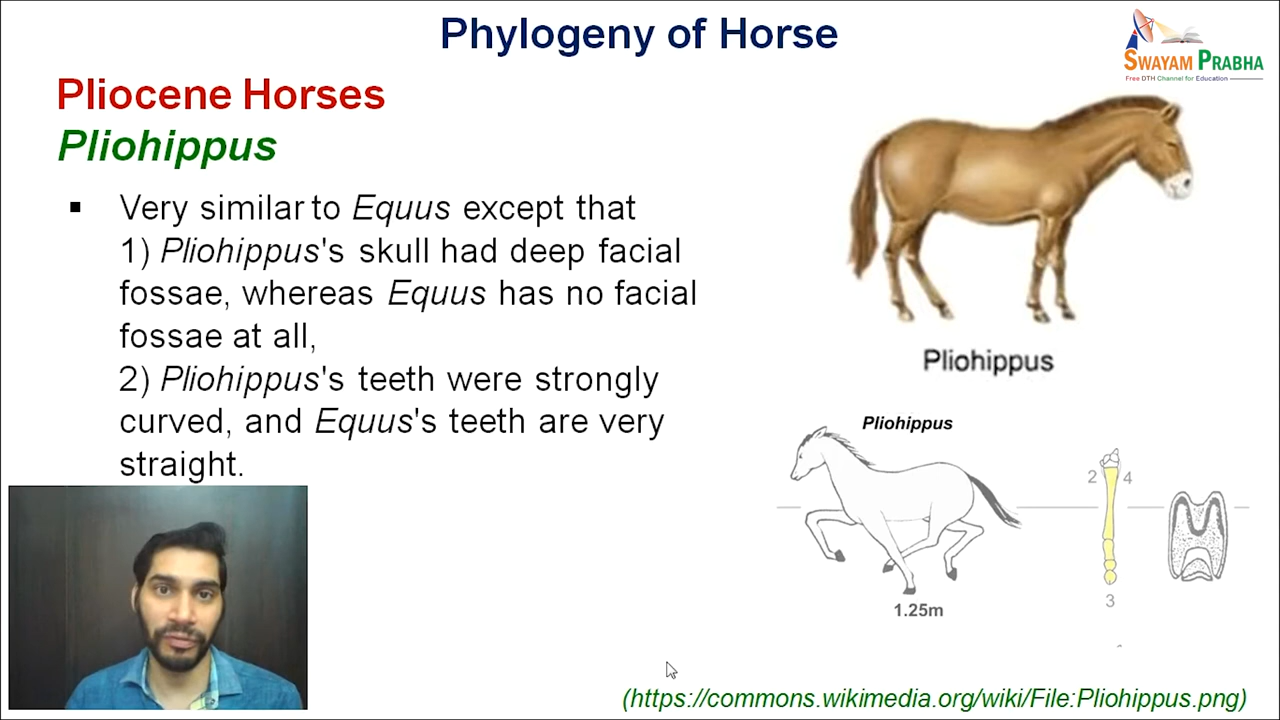 Phylogeny of Horse
SWAYAM PRABHA
Free DTH Channel for Education
Pliocene Horses
Pliohippus
▪ Very similar to Equus except that
1) Pliohippus's skull had deep facial
fossae, whereas Equus has no facial
fossae at all,
2) Pliohippus's teeth were strongly
curved, and Equus's teeth are very
straight.
Pliohippus
Pliohippus
2 4
3
1.25m
(https://commons.wikimedia.org/wiki/File:Pliohippus.png)